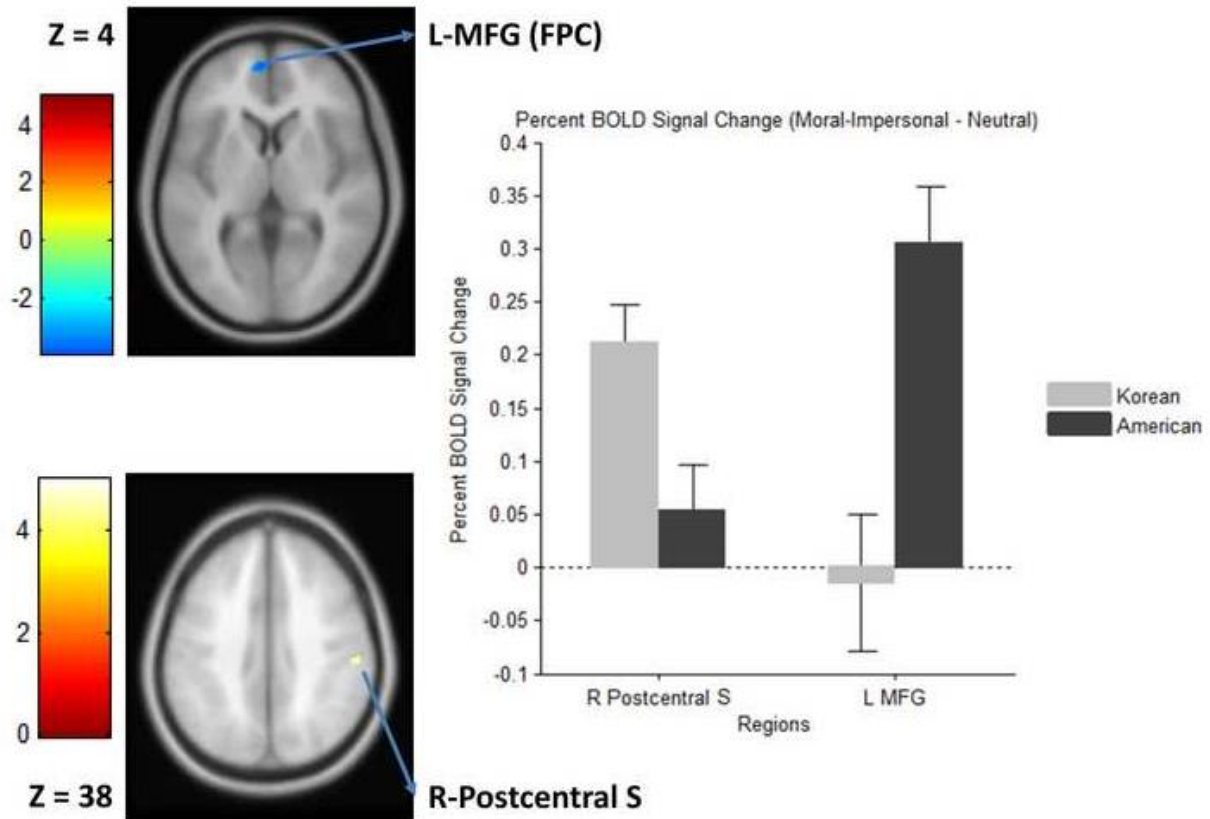 Z = 4
L-MFG (FPC)
4
2
0
-2
Percent BOLD Signal Change (Moral-Impersonal - Neutral)
0.4
0.35
0.3
0.25
0.2
0.15
0.1
0.05
0
-0.05
-0.1
Percent BOLD Signal Change
R Postcentral S
L MFG
Regions
Korean
American
4
2
0
Z = 38
R-Postcentral S